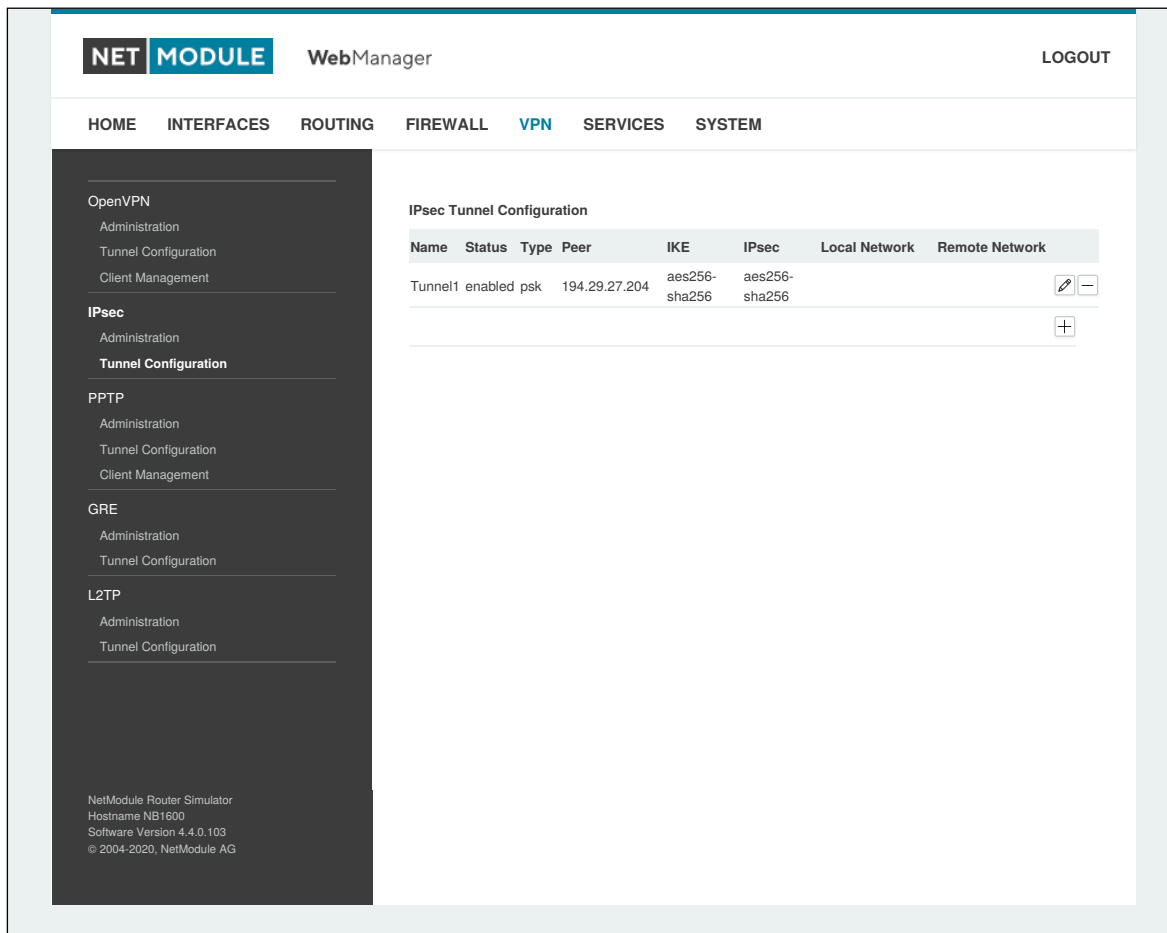 NET MODULE WebManager LOGOUT
HOME INTERFACES ROUTING FIREWALL VPN SERVICES SYSTEM
OpenVPN
Administration
Tunnel Configuration
Client Management
IPsec
Administration
Tunnel Configuration
PPTP
Administration
Tunnel Configuration
Client Management
GRE
Administration
Tunnel Configuration
L2TP
Administration
Tunnel Configuration
NetModule Router Simulator
Hostname NB1600
Software Version 4.4.0.103
© 2004-2020, NetModule AG
IPsec Tunnel Configuration
Name Status Type Peer IKE IPsec Local Network Remote Network
Tunnel1 enabled psk 194.29.27.204 aes256- aes256-
sha256 sha256